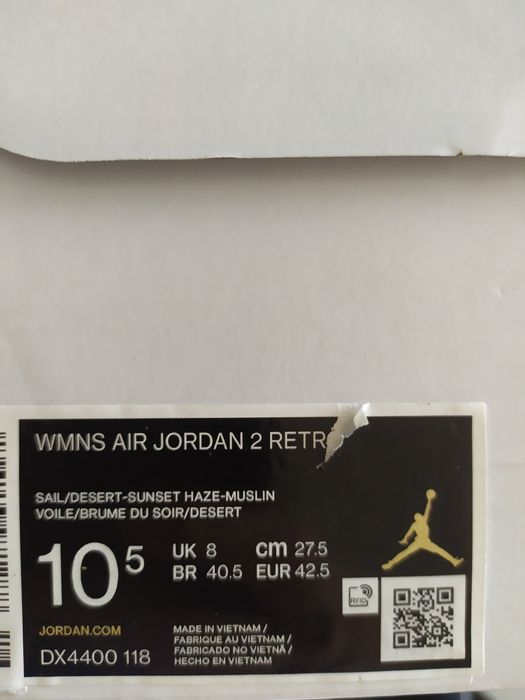 WMNS AIR JORDAN 2 RETR
SAIL/DESERT-SUNSET HAZE-MUSLIN
VOILE/BRUME DU SOIR/DESERT
10 5
UK 8 cm 27.5
BR 40.5 EUR 42.5
RFID
JORDAN.COM
DX4400 118
MADE IN VIETNAM /
FABRIQUE AU VIETNAM /
FABRICADO NO VIETNÃ /
HECHO EN VIETNAM